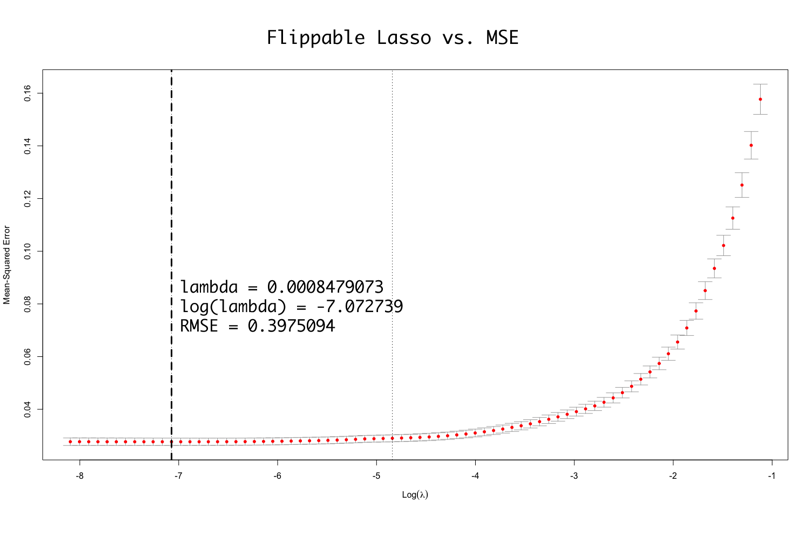 Flippable Lasso vs. MSE
Mean-Squared Error
0.16
0.14
0.12
0.10
0.08
0.06
0.04
lambda = 0.0008479073
log(lambda) = -7.072739
RMSE = 0.3975094
-8 -7 -6 -5 -4 -3 -2 -1
Log(λ)